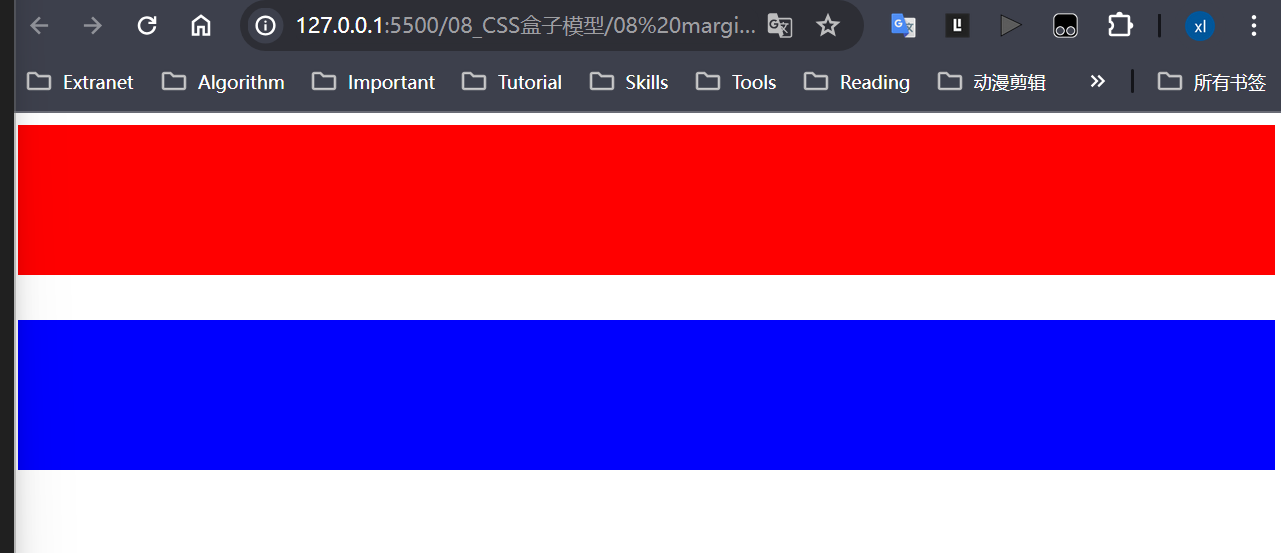 127.0.0.1:5500/08_CSS盒子模型/08%20margi...
xl
Extranet Algorithm Important Tutorial Skills Tools Reading 动漫剪辑 所有书签